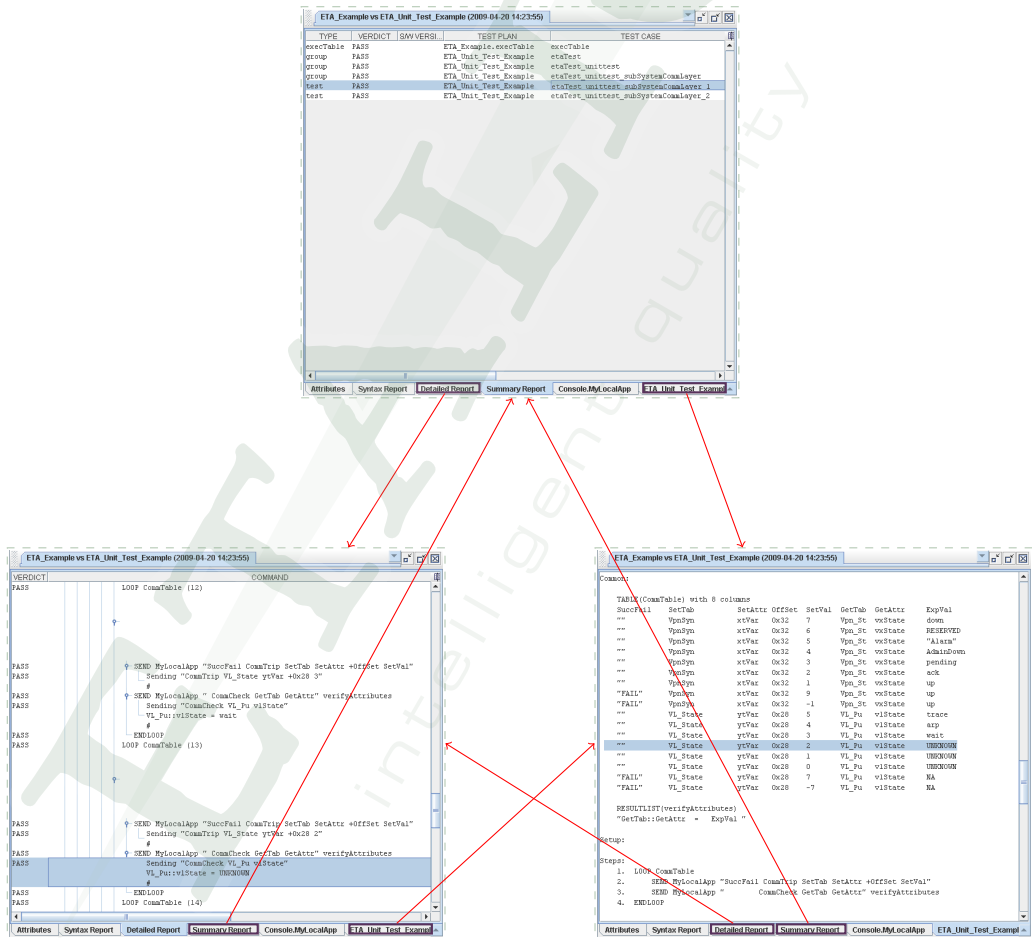 ETA_Example vs ETA_Unit_Test_Example (2009-04-20 14:23:55)
TYPE VERDICT S/W VERSI... TEST PLAN TEST CASE
execTable PASS ETA_Example.execTable execTable
group PASS ETA_Unit_Test_Example etaTest
group PASS ETA_Unit_Test_Example etaTest_unittest
group PASS ETA_Unit_Test_Example etaTest_unittest_subSystemCommLayer
test PASS ETA_Unit_Test_Example etaTest_unittest_subSystemCommLayer_1
test PASS ETA_Unit_Test_Example etaTest_unittest_subSystemCommLayer_2
Attributes Syntax Report Detailed Report Summary Report Console.MyLocalApp ETA_Unit_Test_Exampl
ETA_Example vs ETA_Unit_Test_Example (2009-04-20 14:23:55)
VERDICT COMMAND
PASS LOOP CommTable (12)
PASS SEND MyLocalApp "SuccFail CommTrip SetTab SetAttr +OffSet SetVal"
PASS Sending "CommTrip VL_State ytVar +0x28 3"
#
PASS SEND MyLocalApp " CommCheck GetTab GetAttr" verifyAttributes
PASS Sending "CommCheck VL_Pu vlState"
VL_Pu::vlState = wait
#
PASS ENDLOOP
PASS LOOP CommTable (13)
PASS SEND MyLocalApp "SuccFail CommTrip SetTab SetAttr +OffSet SetVal"
PASS Sending "CommTrip VL_State ytVar +0x28 2"
#
PASS SEND MyLocalApp " CommCheck GetTab GetAttr" verifyAttributes
PASS Sending "CommCheck VL_Pu vlState"
VL_Pu::vlState = UNKNOWN
#
PASS ENDLOOP
PASS LOOP CommTable (14)
Attributes Syntax Report Detailed Report Summary Report Console.MyLocalApp ETA_Unit_Test_Exampl
ETA_Example vs ETA_Unit_Test_Example (2009-04-20 14:23:55)
Common:
TABLE(CommTable) with 8 columns
SuccFail SetTab SetAttr OffSet SetVal GetTab GetAttr ExpVal
"" VpnSyn xtVar 0x32 7 Vpn_St vxState down
"" VpnSyn xtVar 0x32 6 Vpn_St vxState RESERVED
"" VpnSyn xtVar 0x32 5 Vpn_St vxState "Alarm"
"" VpnSyn xtVar 0x32 4 Vpn_St vxState AdminDown
"" VpnSyn xtVar 0x32 3 Vpn_St vxState pending
"" VpnSyn xtVar 0x32 2 Vpn_St vxState ack
"" VpnSyn xtVar 0x32 1 Vpn_St vxState up
"FAIL" VpnSyn xtVar 0x32 9 Vpn_St vxState up
"FAIL" VpnSyn xtVar 0x32 -1 Vpn_St vxState up
"" VL_State ytVar 0x28 5 VL_Pu vlState trace
"" VL_State ytVar 0x28 4 VL_Pu vlState arp
"" VL_State ytVar 0x28 3 VL_Pu vlState wait
"" VL_State ytVar 0x28 2 VL_Pu vlState UNKNOWN
"" VL_State ytVar 0x28 1 VL_Pu vlState UNKNOWN
"" VL_State ytVar 0x28 0 VL_Pu vlState UNKNOWN
"FAIL" VL_State ytVar 0x28 7 VL_Pu vlState NA
"FAIL" VL_State ytVar 0x28 -7 VL_Pu vlState NA
RESULTLIST(verifyAttributes)
"GetTab::GetAttr = ExpVal "
Setup:
Steps:
1. LOOP CommTable
2. SEND MyLocalApp "SuccFail CommTrip SetTab SetAttr +OffSet SetVal"
3. SEND MyLocalApp " CommCheck GetTab GetAttr" verifyAttributes
4. ENDLOOP
Attributes Syntax Report Detailed Report Summary Report Console.MyLocalApp ETA_Unit_Test_Exampl
intelligent quality